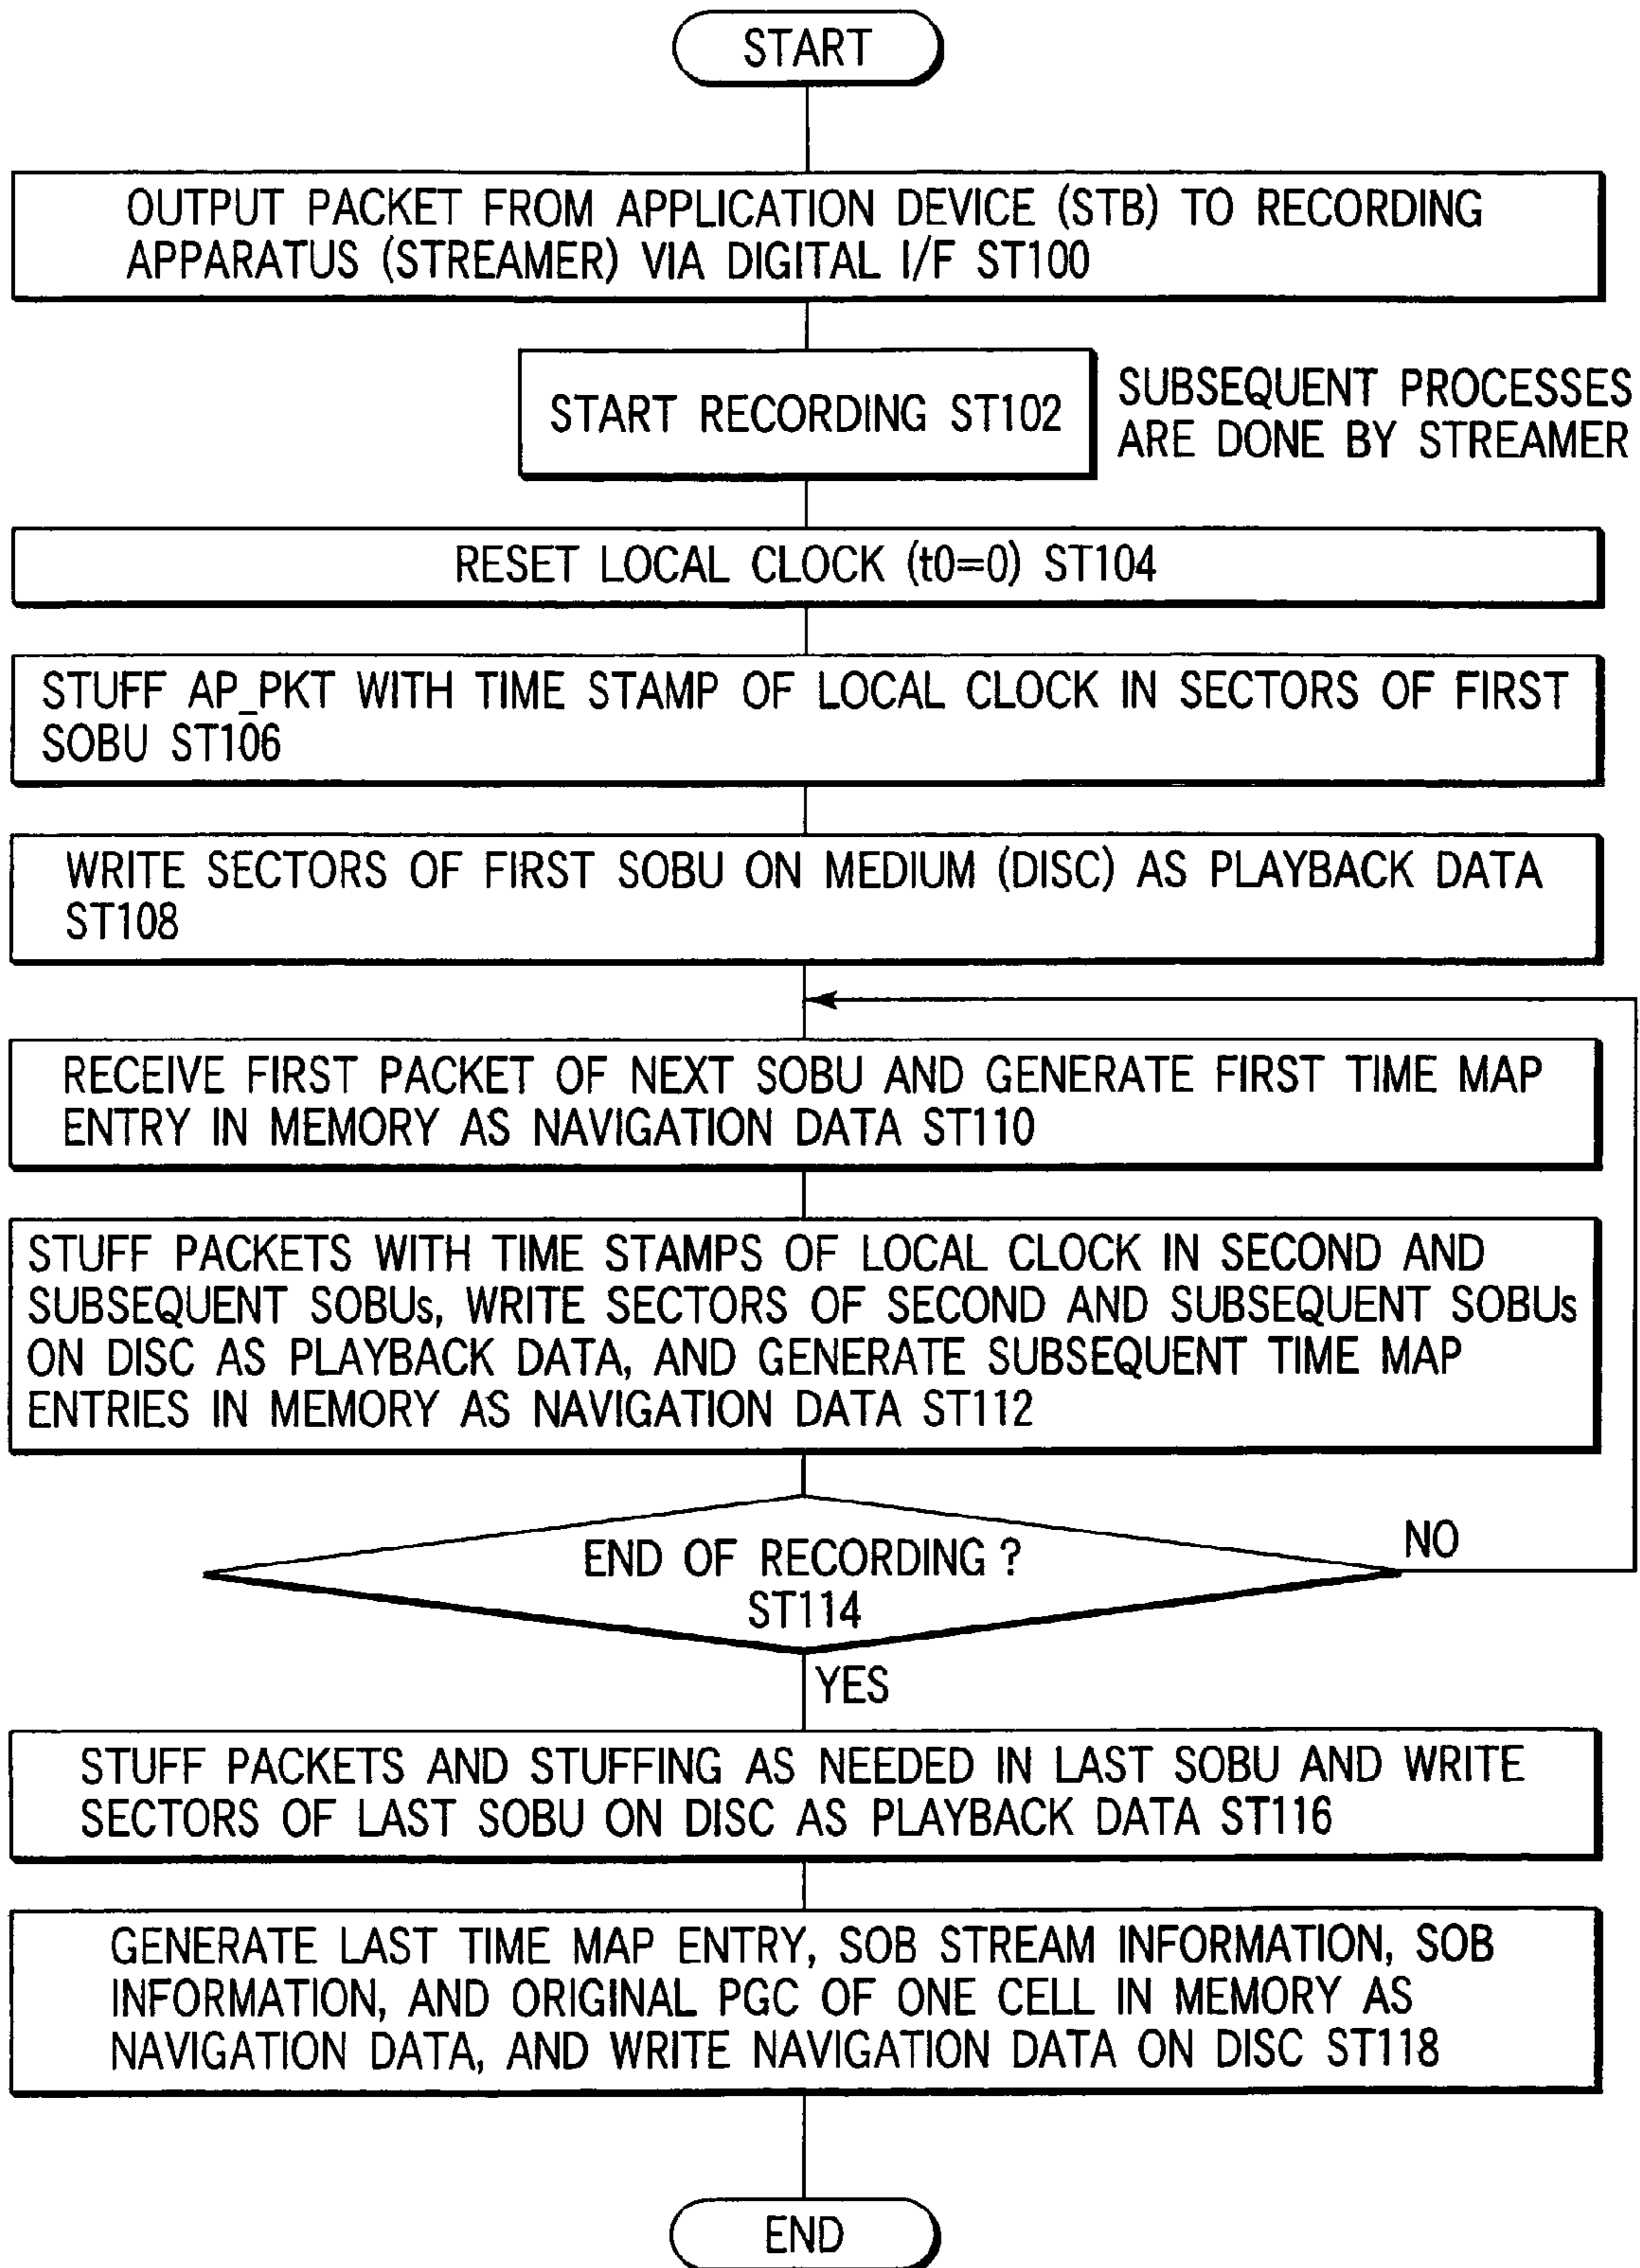 START
OUTPUT PACKET FROM APPLICATION DEVICE (STB) TO RECORDING
APPARATUS (STREAMER) VIA DIGITAL I/F ST100
START RECORDING ST102
SUBSEQUENT PROCESSES
ARE DONE BY STREAMER
RESET LOCAL CLOCK (t0=0) ST104
STUFF AP_PKT WITH TIME STAMP OF LOCAL CLOCK IN SECTORS OF FIRST
SOBU ST106
WRITE SECTORS OF FIRST SOBU ON MEDIUM (DISC) AS PLAYBACK DATA
ST108
RECEIVE FIRST PACKET OF NEXT SOBU AND GENERATE FIRST TIME MAP
ENTRY IN MEMORY AS NAVIGATION DATA ST110
STUFF PACKETS WITH TIME STAMPS OF LOCAL CLOCK IN SECOND AND
SUBSEQUENT SOBUs, WRITE SECTORS OF SECOND AND SUBSEQUENT SOBUs
ON DISC AS PLAYBACK DATA, AND GENERATE SUBSEQUENT TIME MAP
ENTRIES IN MEMORY AS NAVIGATION DATA ST112
END OF RECORDING ?
ST114
NO
YES
STUFF PACKETS AND STUFFING AS NEEDED IN LAST SOBU AND WRITE
SECTORS OF LAST SOBU ON DISC AS PLAYBACK DATA ST116
GENERATE LAST TIME MAP ENTRY, SOB STREAM INFORMATION, SOB
INFORMATION, AND ORIGINAL PGC OF ONE CELL IN MEMORY AS
NAVIGATION DATA, AND WRITE NAVIGATION DATA ON DISC ST118
END